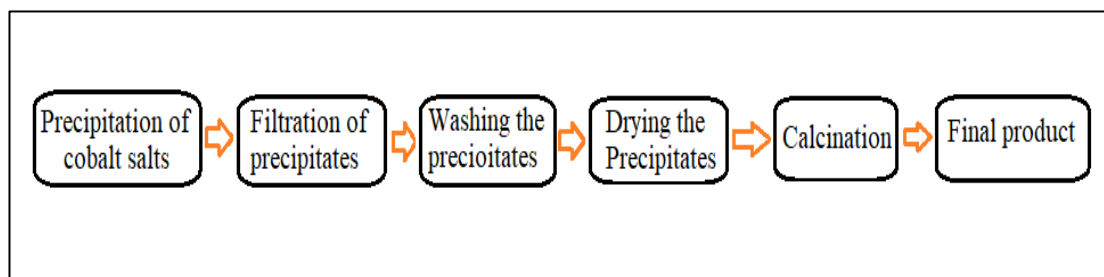 Precipitation of
cobalt salts
Filtration of
precipitates
Washing the
precioitates
Drying the
Precipitates
Calcination
Final product